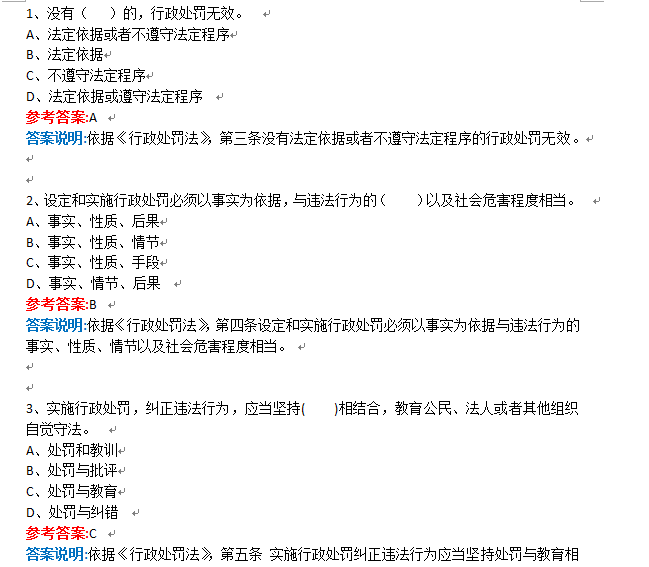 1、没有（　　）的，行政处罚无效。
A、法定依据或者不遵守法定程序
B、法定依据
C、不遵守法定程序
D、法定依据或遵守法定程序
参考答案:A
答案说明:依据《行政处罚法》，第三条没有法定依据或者不遵守法定程序的行政处罚无效。
2、设定和实施行政处罚必须以事实为依据，与违法行为的（　　）以及社会危害程度相当。
A、事实、性质、后果
B、事实、性质、情节
C、事实、性质、手段
D、事实、情节、后果
参考答案:B
答案说明:依据《行政处罚法》，第四条设定和实施行政处罚必须以事实为依据与违法行为的
事实、性质、情节以及社会危害程度相当。
3、实施行政处罚，纠正违法行为，应当坚持(　　)相结合，教育公民、法人或者其他组织
自觉守法。
A、处罚和教训
B、处罚与批评
C、处罚与教育
D、处罚与纠错
参考答案:C
答案说明:依据《行政处罚法》，第五条 实施行政处罚纠正违法行为应当坚持处罚与教育相